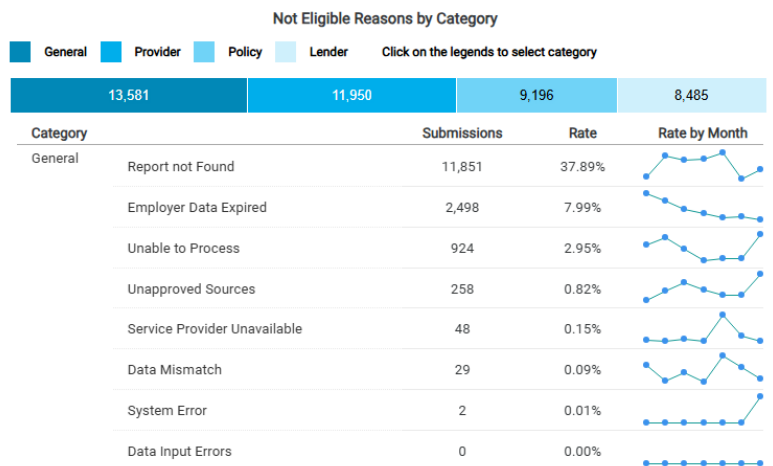 Not Eligible Reasons by Category
General Provider Policy Lender Click on the legends to select category
13,581 11,950 9,196 8,485
Category Submissions Rate Rate by Month
General
Report not Found 11,851 37.89%
Employer Data Expired 2,498 7.99%
Unable to Process 924 2.95%
Unapproved Sources 258 0.82%
Service Provider Unavailable 48 0.15%
Data Mismatch 29 0.09%
System Error 2 0.01%
Data Input Errors 0 0.00%